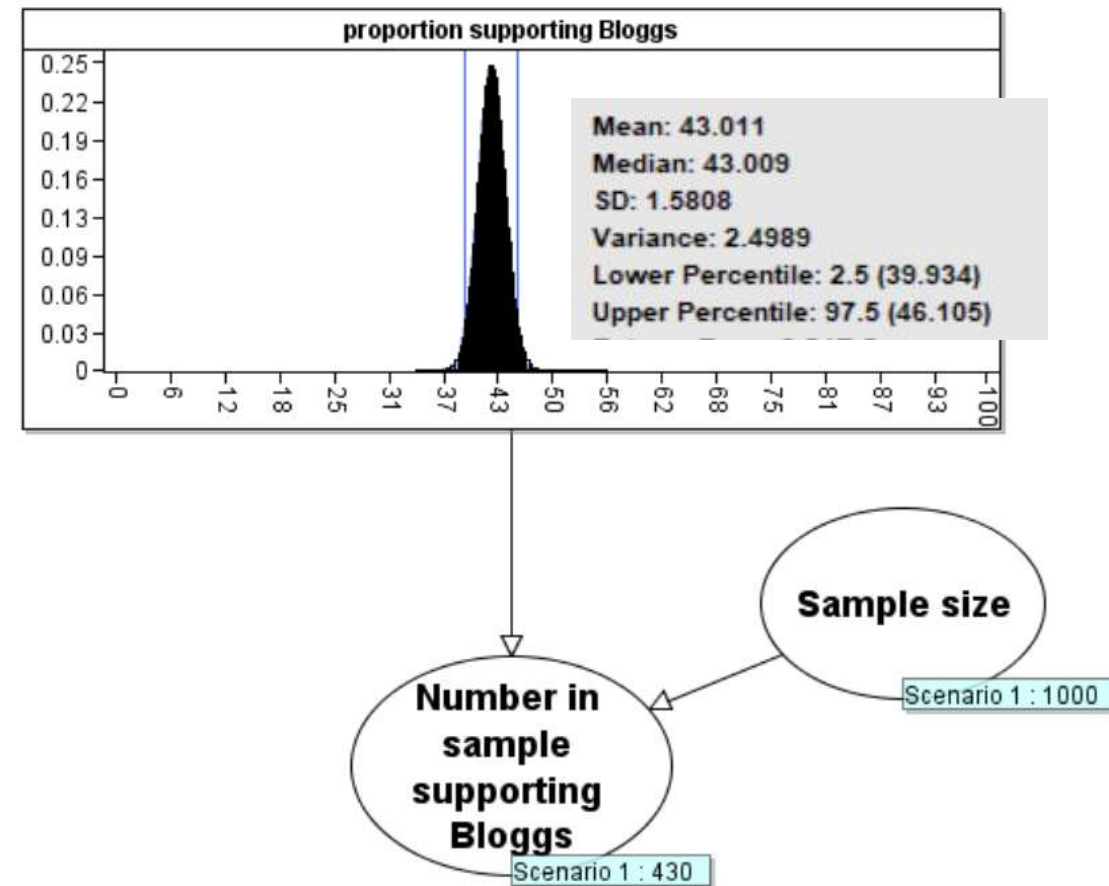 proportion supporting Bloggs
0.25
0.22
0.19
0.16
0.13
0.09
0.06
0.03
0
Mean: 43.011
Median: 43.009
SD: 1.5808
Variance: 2.4989
Lower Percentile: 2.5 (39.934)
Upper Percentile: 97.5 (46.105)
0
6
12
18
25
31
37
43
50
56
62
68
75
81
87
93
100
Sample size
Scenario 1 : 1000
Number in
sample
supporting
Bloggs
Scenario 1 : 430